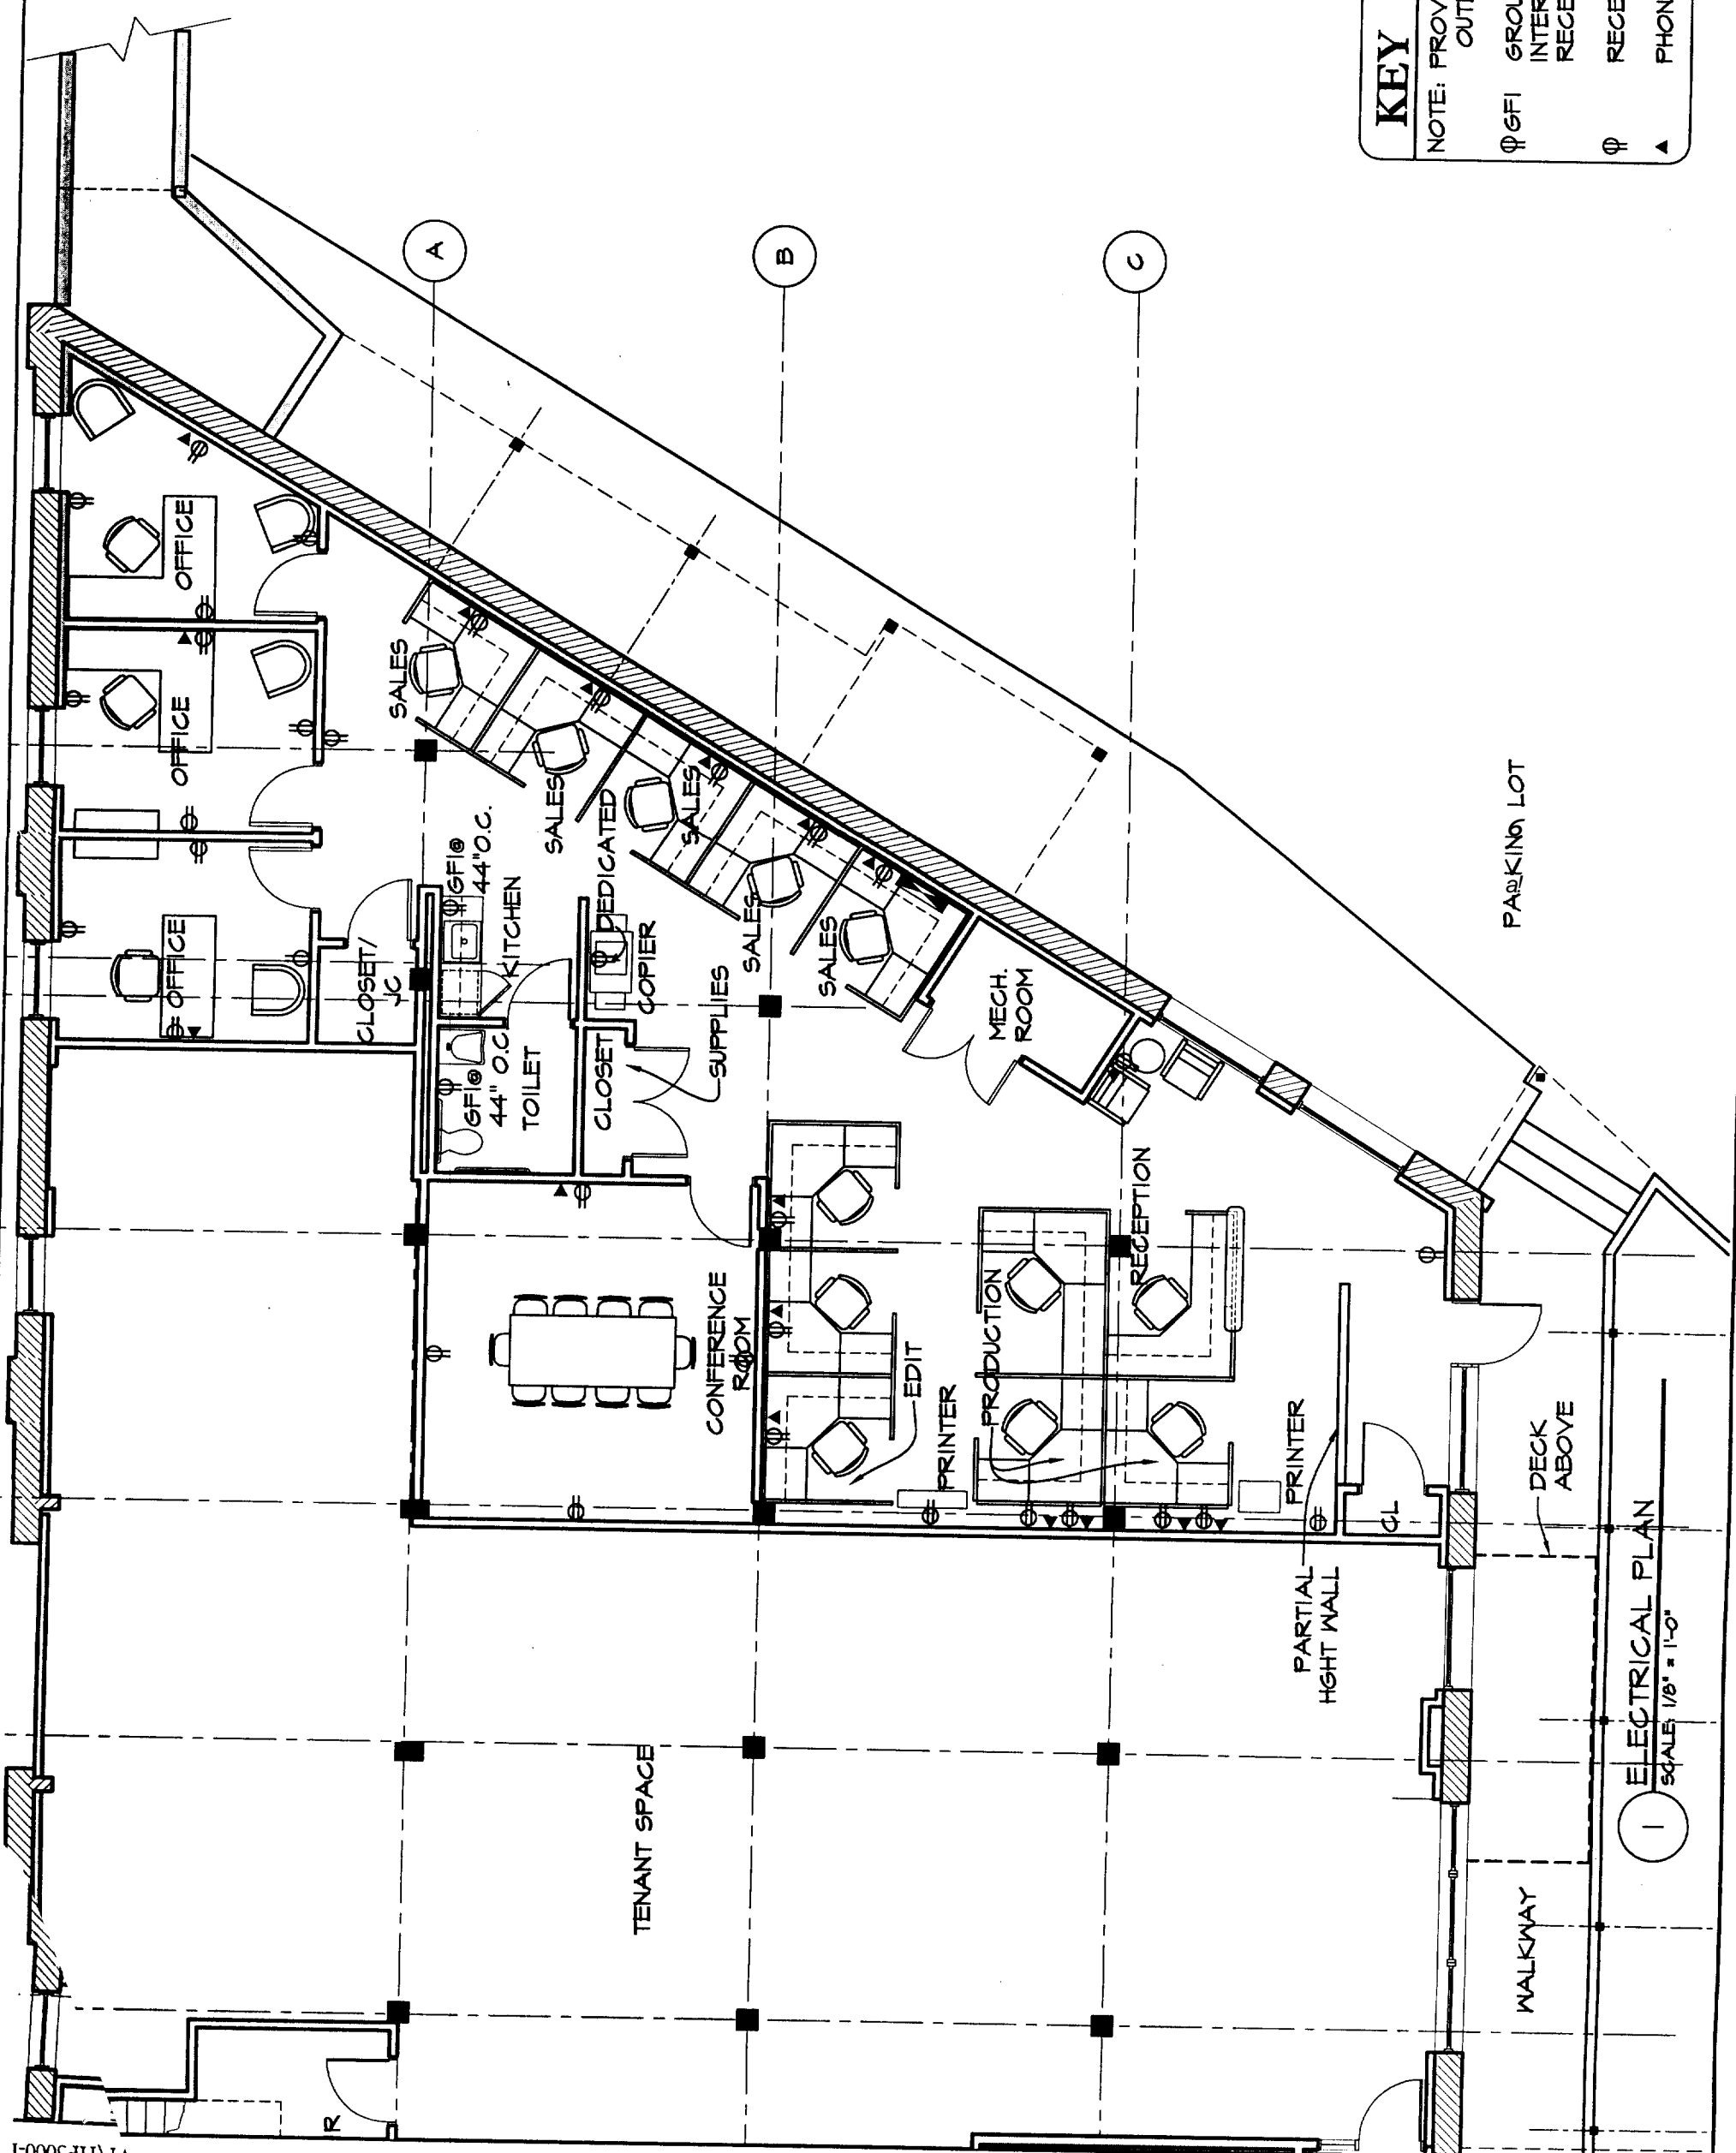 OFFICE
OFFICE
OFFICE
CLOSET/
JC
GFI@
44"O.C.
KITCHEN
GFI@
44" O.C.
TOILET
DEDICATED
COPIER
CLOSET
SUPPLIES
SALES
SALES
SALES
SALES
SALES
MECH.
ROOM
CONFERENCE
ROOM
EDIT
PRINTER
PRODUCTION
RECEPTION
PRINTER
PARTIAL
HGHT WALL
CL
DECK
ABOVE
TENANT SPACE
WALKWAY
R
A
B
C
PARKING LOT
1
ELECTRICAL PLAN
SCALE: 1/8" = 1'-0"
KEY
NOTE: PROV
OUT
GFI GROU
INTER
RECE
RECE
PHON